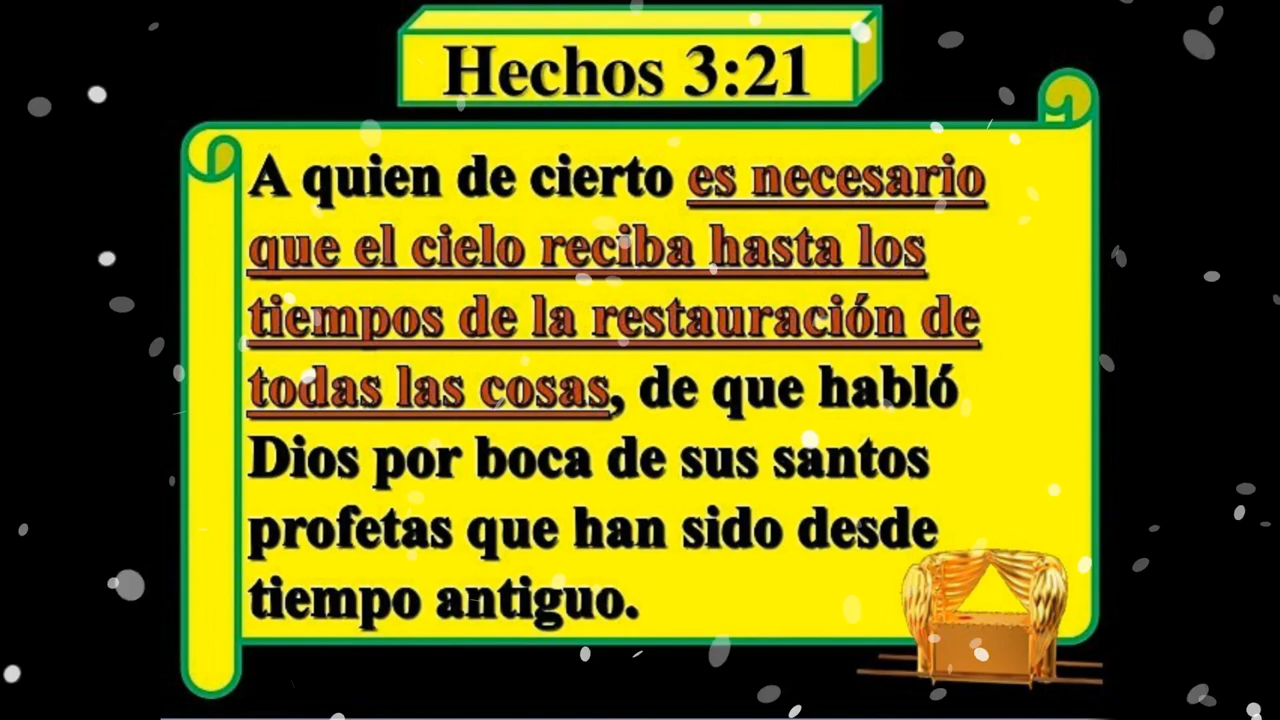 Hechos 3:21
A quien de cierto es necesario
que el cielo reciba hasta los
tiempos de la restauración de
todas las cosas, de que habló
Dios por boca de sus santos
profetas que han sido desde
tiempo antiguo.